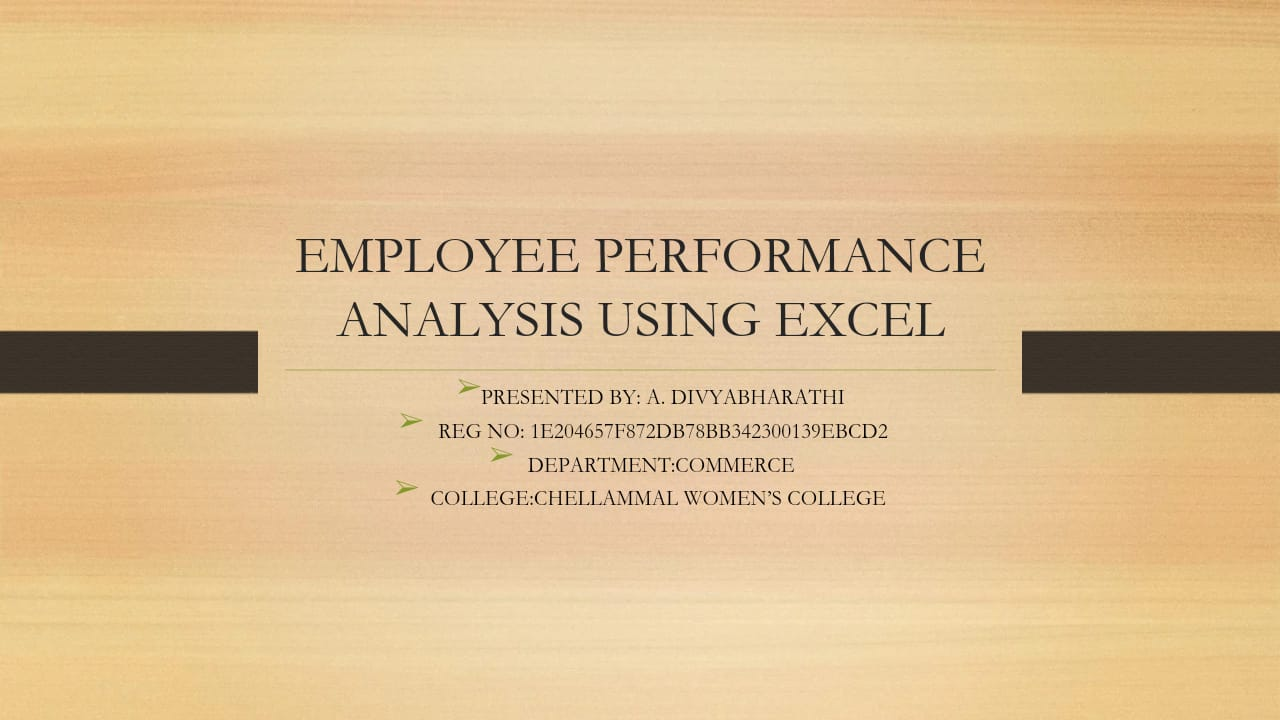 EMPLOYEE PERFORMANCE
ANALYSIS USING EXCEL
➢PRESENTED BY: A. DIVYABHARATHI
➢ REG NO: 1E204657F872DB78BB342300139EBCD2
➢ DEPARTMENT:COMMERCE
➢ COLLEGE:CHELLAMMAL WOMEN’S COLLEGE